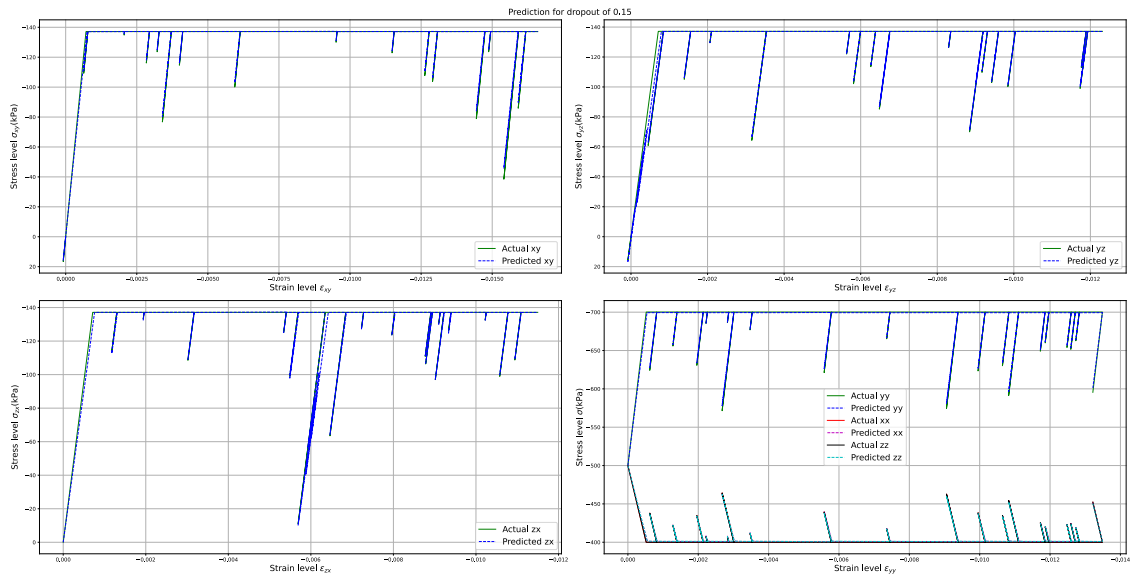 Prediction for dropout of 0.15
−140
−120
−100
−80
−60
−40
−20
0
20
Stress level σxy(kPa)
0.0000
−0.0025
−0.0050
−0.0075
−0.0100
−0.0125
−0.0150
Strain level εxy
Actual xy
Predicted xy
−140
−120
−100
−80
−60
−40
−20
0
20
Stress level σyz(kPa)
0.000
−0.002
−0.004
−0.006
−0.008
−0.010
−0.012
Strain level εyz
Actual yz
Predicted yz
−140
−120
−100
−80
−60
−40
−20
0
Stress level σzx(kPa)
0.000
−0.002
−0.004
−0.006
−0.008
−0.010
−0.012
Strain level εzx
Actual zx
Predicted zx
−700
−650
−600
−550
−500
−450
−400
Stress level σ(kPa)
0.000
−0.002
−0.004
−0.006
−0.008
−0.010
−0.012
−0.014
Strain level εyy
Actual yy
Predicted yy
Actual xx
Predicted xx
Actual zz
Predicted zz